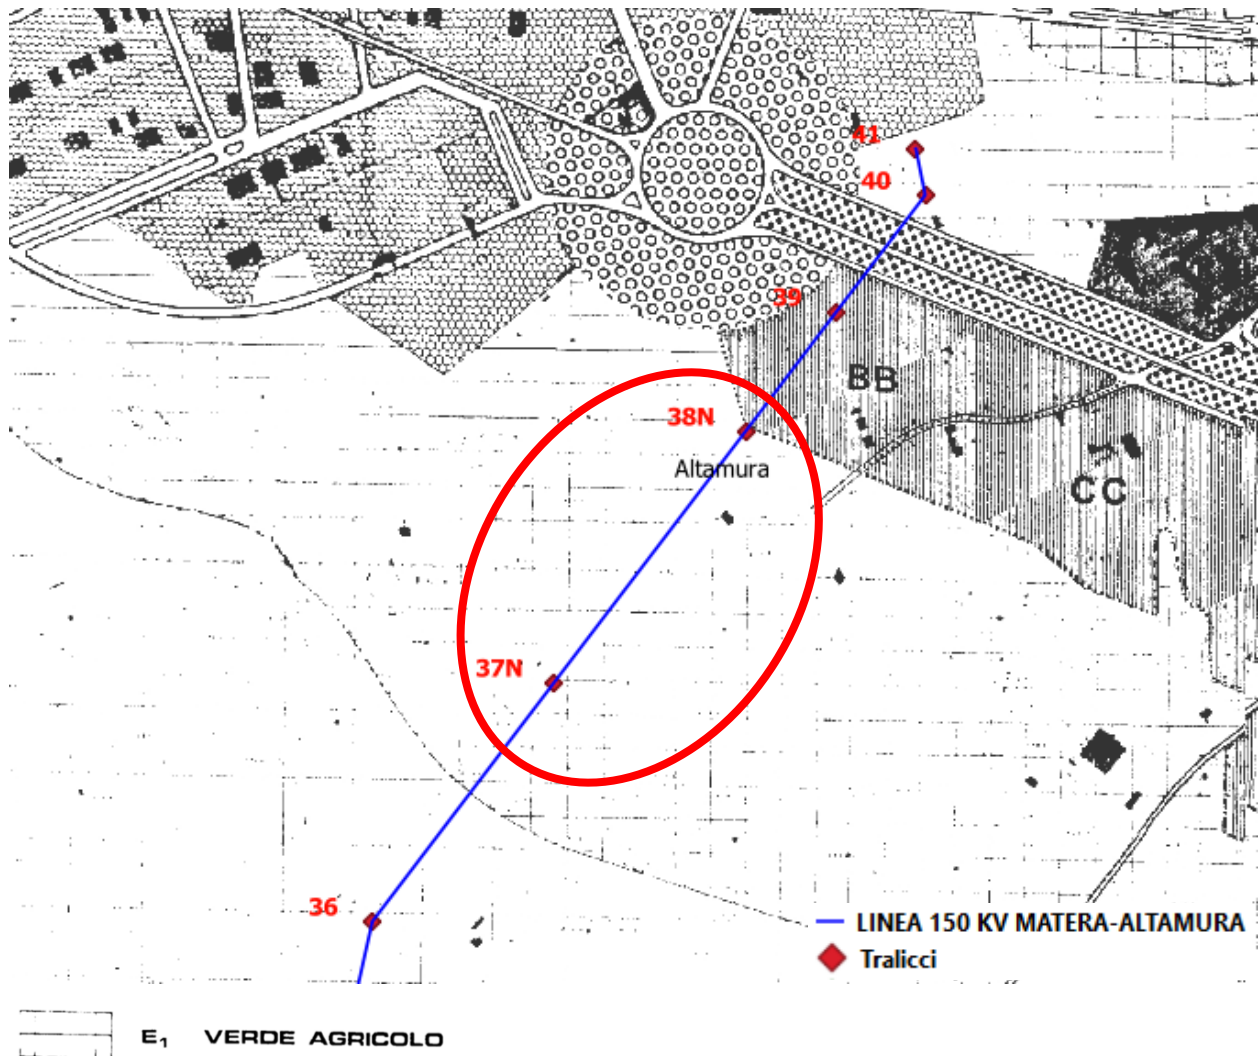 41
40
39
BB
38N
Altamura
CC
37N
36
LINEA 150 KV MATERA-ALTAMURA
Tralicci
E₁ VERDE AGRICOLO